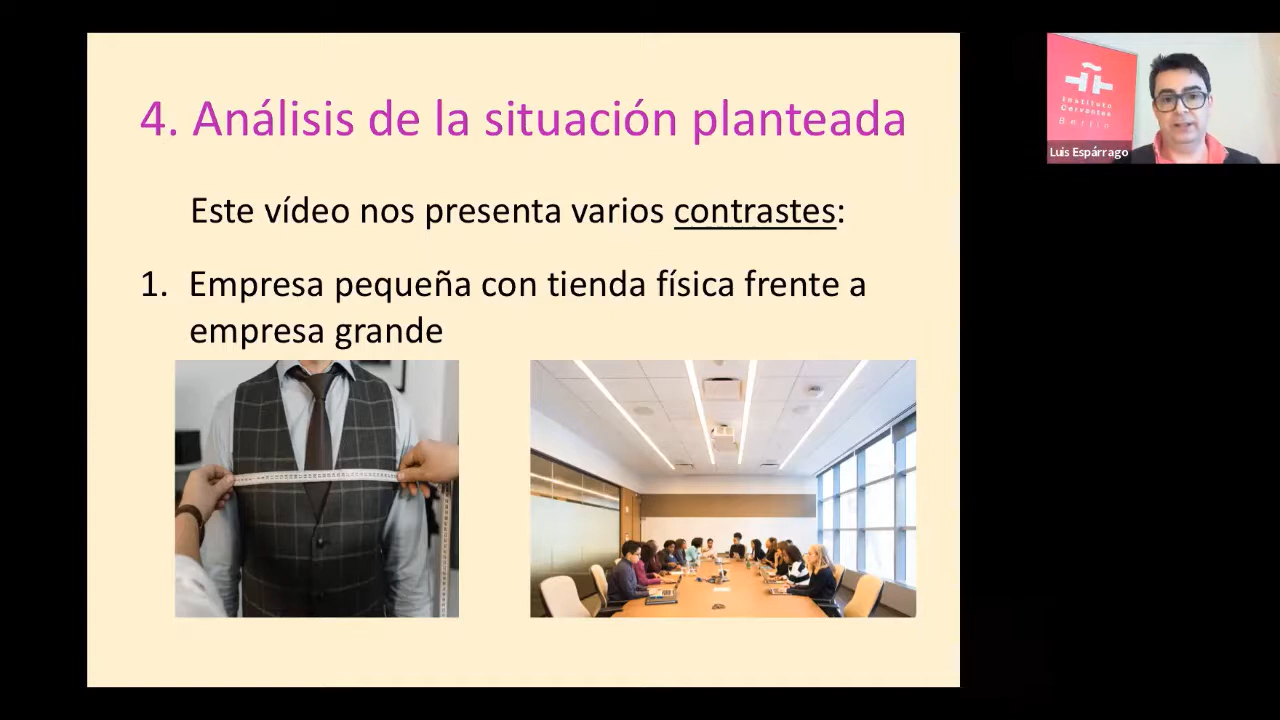 4. Análisis de la situación planteada
Este vídeo nos presenta varios contrastes:
1. Empresa pequeña con tienda física frente a
empresa grande
Instituto
Cervantes
Berlin
Luis Espárrago